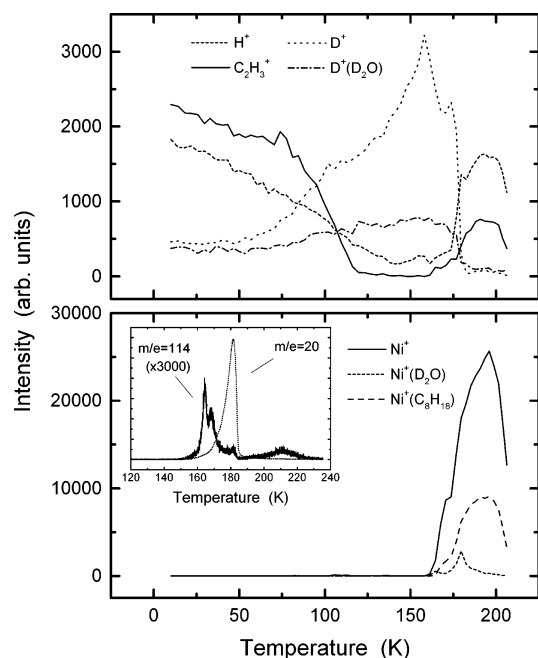 3000
2000
1000
0
H⁺
D⁺
C₂H₃⁺
D⁺(D₂O)
Intensity (arb. units)
30000
20000
10000
0
m/e=114
(x3000)
m/e=20
120 140 160 180 200 220 240
Temperature (K)
Ni⁺
Ni⁺(D₂O)
Ni⁺(C₈H₁₈)
0 50 100 150 200
Temperature (K)